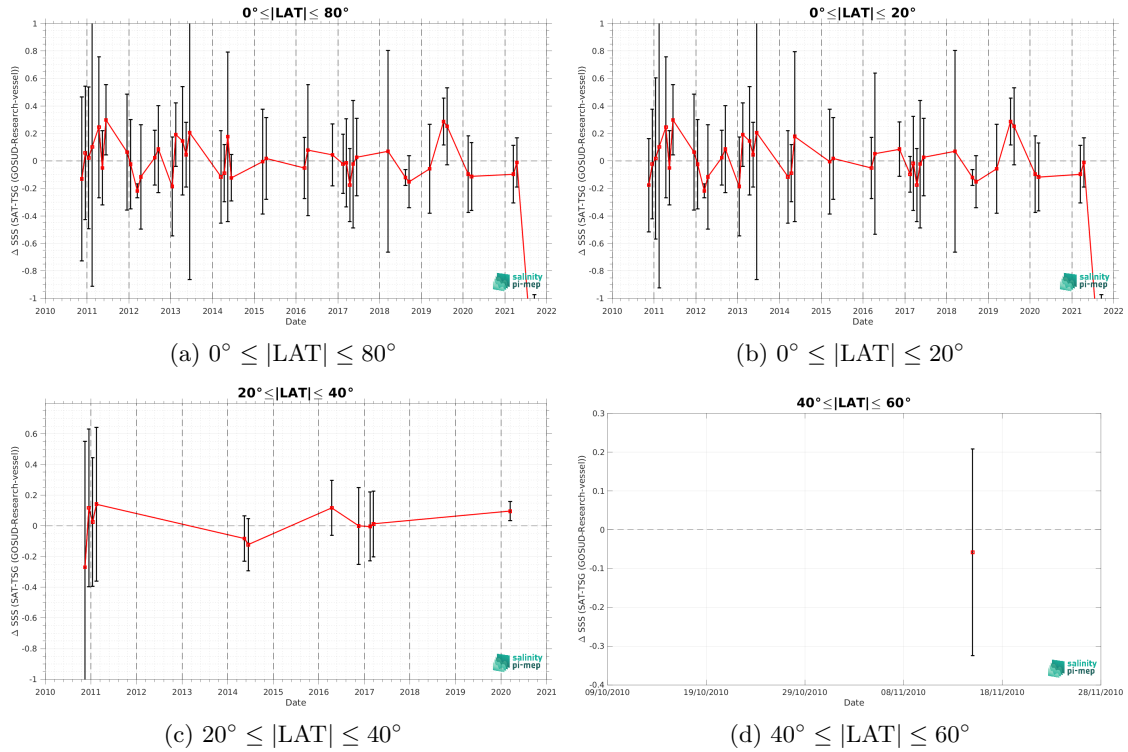 0°≤|LAT|≤ 80°
Δ SSS (SAT-TSG (GOSUD-Research-vessel))
1
0.8
0.6
0.4
0.2
0
-0.2
-0.4
-0.6
-0.8
-1
2010 2011 2012 2013 2014 2015 2016 2017 2018 2019 2020 2021 2022
Date
salinity
pi-mep
(a) 0° ≤ |LAT| ≤ 80°
0°≤|LAT|≤ 20°
Δ SSS (SAT-TSG (GOSUD-Research-vessel))
1
0.8
0.6
0.4
0.2
0
-0.2
-0.4
-0.6
-0.8
-1
2010 2011 2012 2013 2014 2015 2016 2017 2018 2019 2020 2021 2022
Date
salinity
pi-mep
(b) 0° ≤ |LAT| ≤ 20°
20°≤|LAT|≤ 40°
Δ SSS (SAT-TSG (GOSUD-Research-vessel))
0.6
0.4
0.2
0
-0.2
-0.4
-0.6
-0.8
-1
2010 2011 2012 2013 2014 2015 2016 2017 2018 2019 2020 2021
Date
salinity
pi-mep
(c) 20° ≤ |LAT| ≤ 40°
40°≤|LAT|≤ 60°
Δ SSS (SAT-TSG (GOSUD-Research-vessel))
0.3
0.2
0.1
0
-0.1
-0.2
-0.3
-0.4
09/10/2010 19/10/2010 29/10/2010 08/11/2010 18/11/2010 28/11/2010
Date
salinity
pi-mep
(d) 40° ≤ |LAT| ≤ 60°